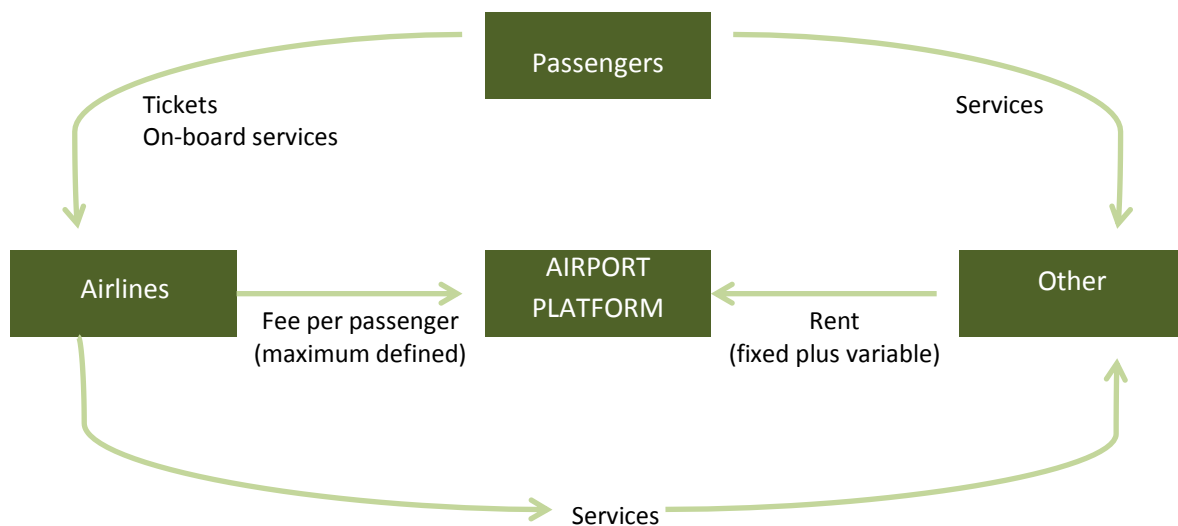 Passengers
Tickets
On-board services
Services
Airlines
AIRPORT
PLATFORM
Other
Fee per passenger
(maximum defined)
Rent
(fixed plus variable)
Services